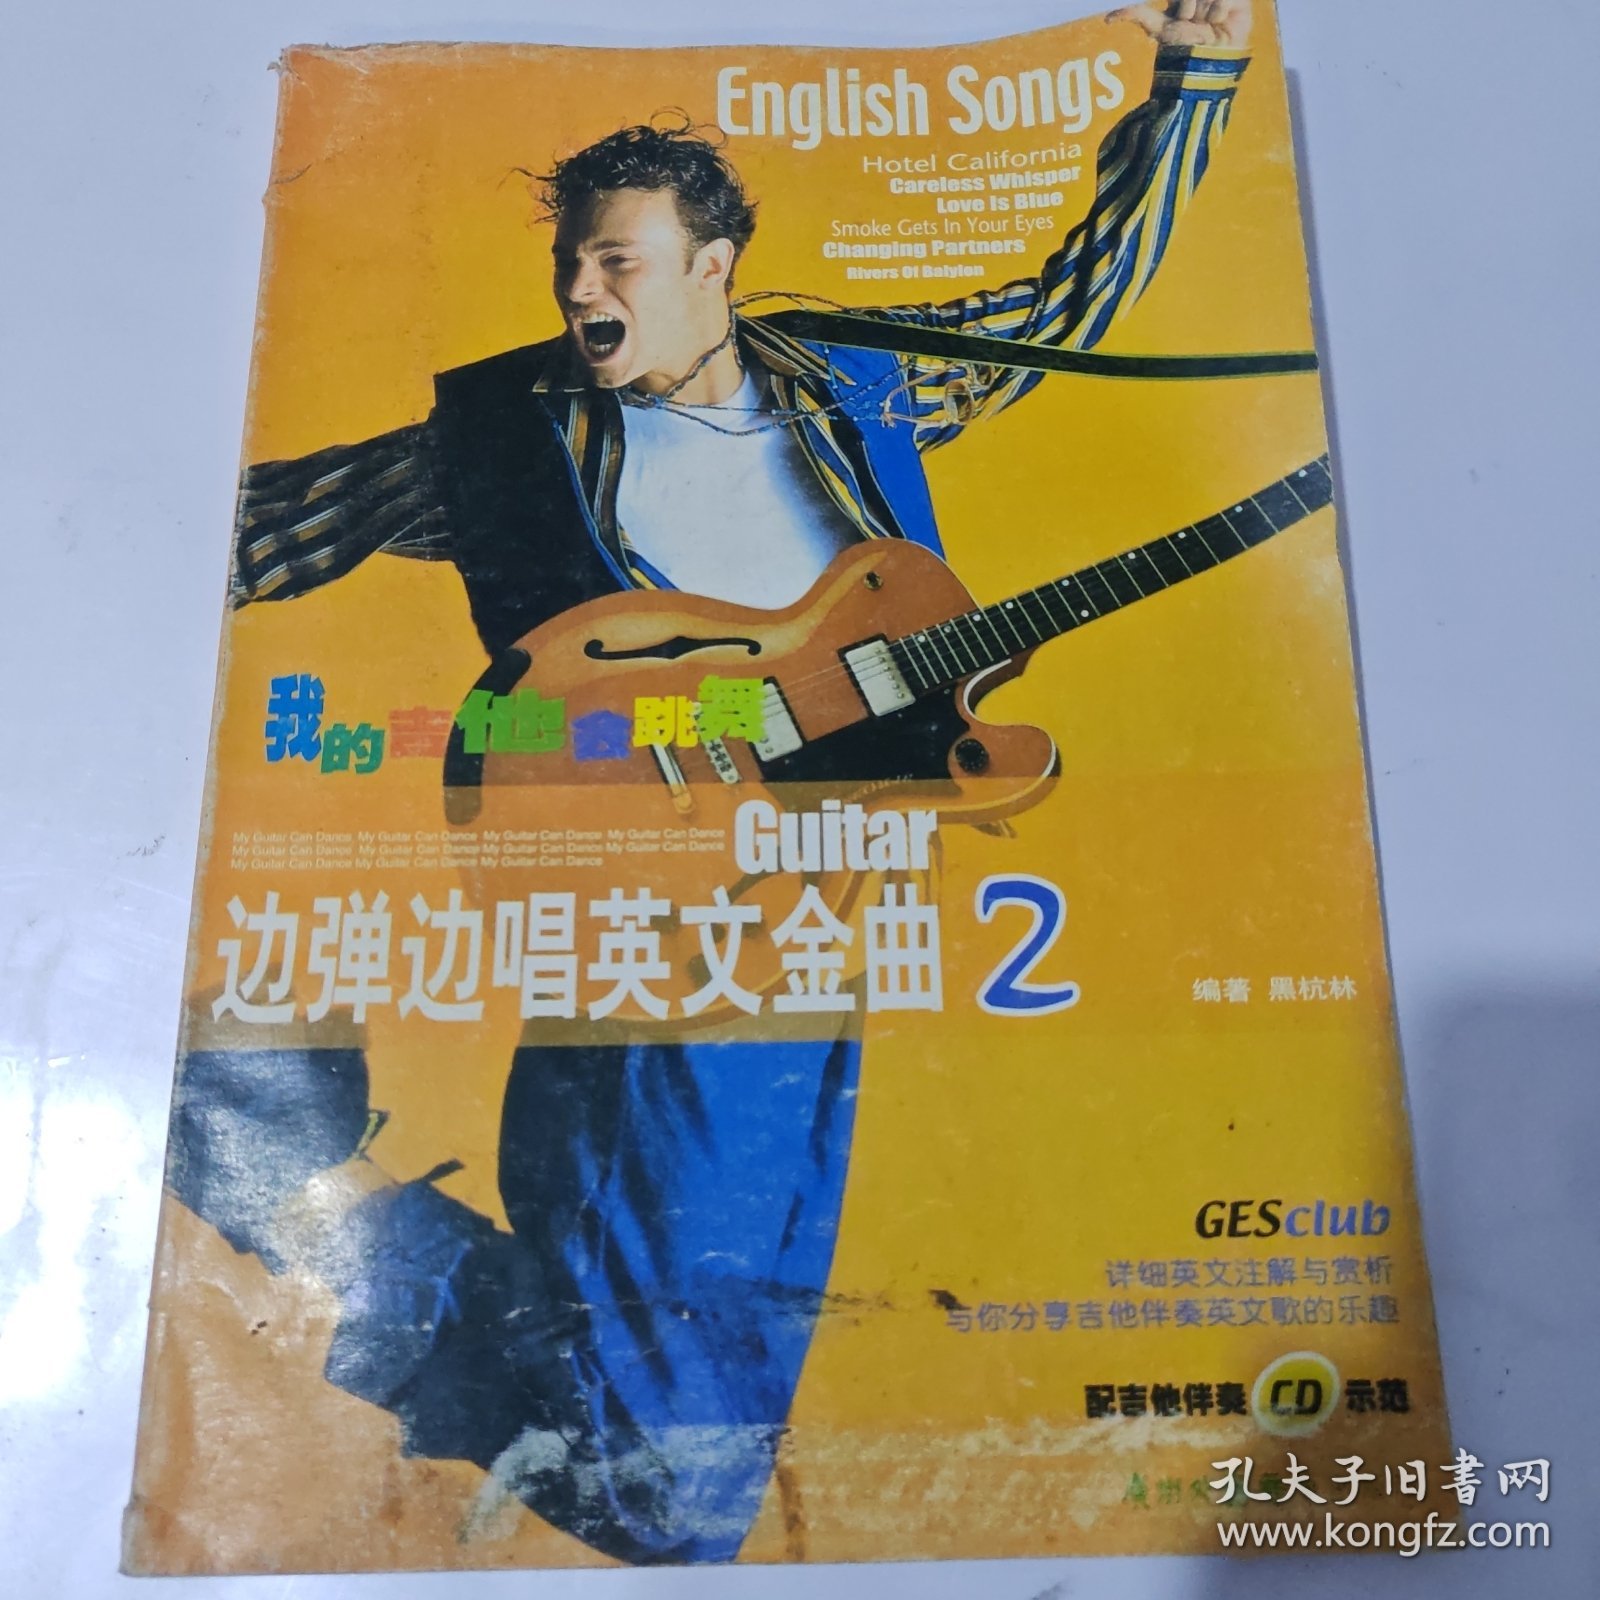 English Songs
Hotel California
Careless Whisper
Love Is Blue
Smoke Gets In Your Eyes
Changing Partners
Rivers Of Balylon
我的吉他会跳舞
My Guitar Can Dance My Guitar Can Dance My Guitar Can Dance My Guitar Can Dance
My Guitar Can Dance My Guitar Can Dance My Guitar Can Dance My Guitar Can Dance
My Guitar Can Dance My Guitar Can Dance My Guitar Can Dance
Guitar
边弹边唱英文金曲2
编著 黑杭林
GESclub
详细英文注解与赏析
与你分享吉他伴奏英文歌的乐趣
配吉他伴奏CD示范
孔夫子旧书网
www.kongfz.com